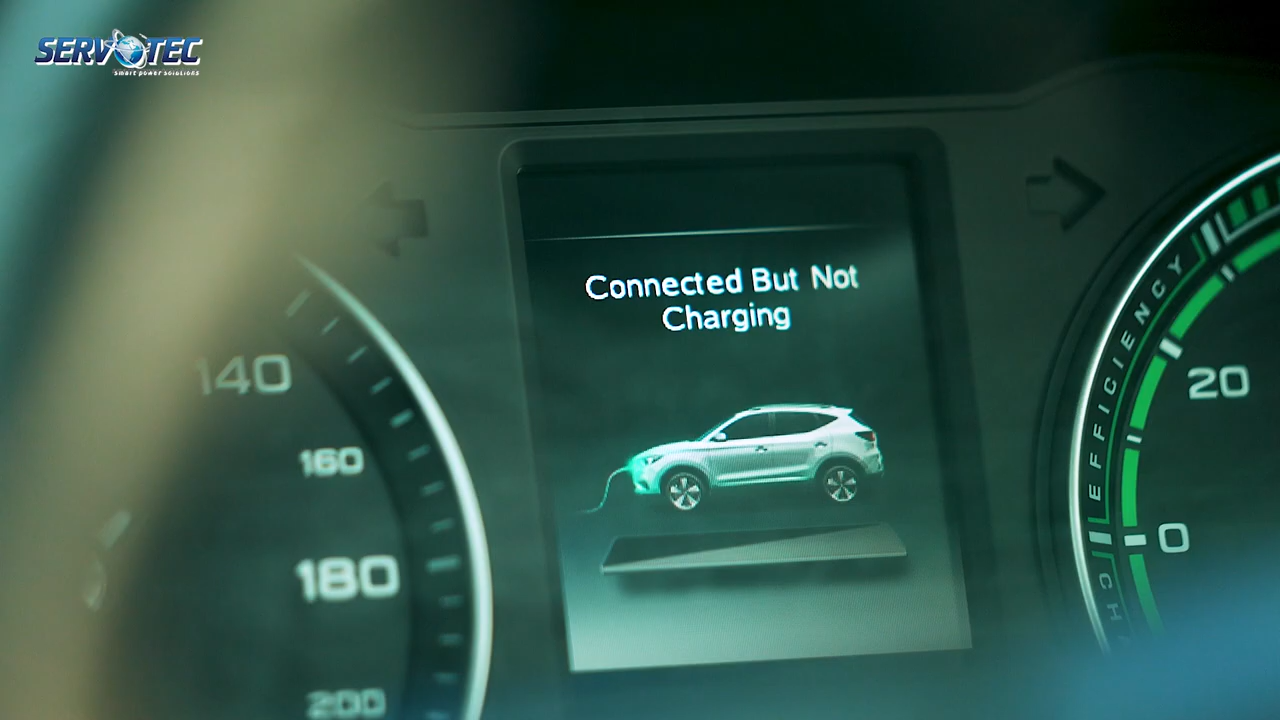 SERVOTEC
smart power solutions
Connected But Not
Charging
140
160
180
200
EFFICIENCY
20
0